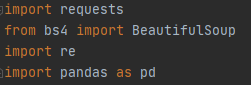 import requests
from bs4 import BeautifulSoup
import re
import pandas as pd